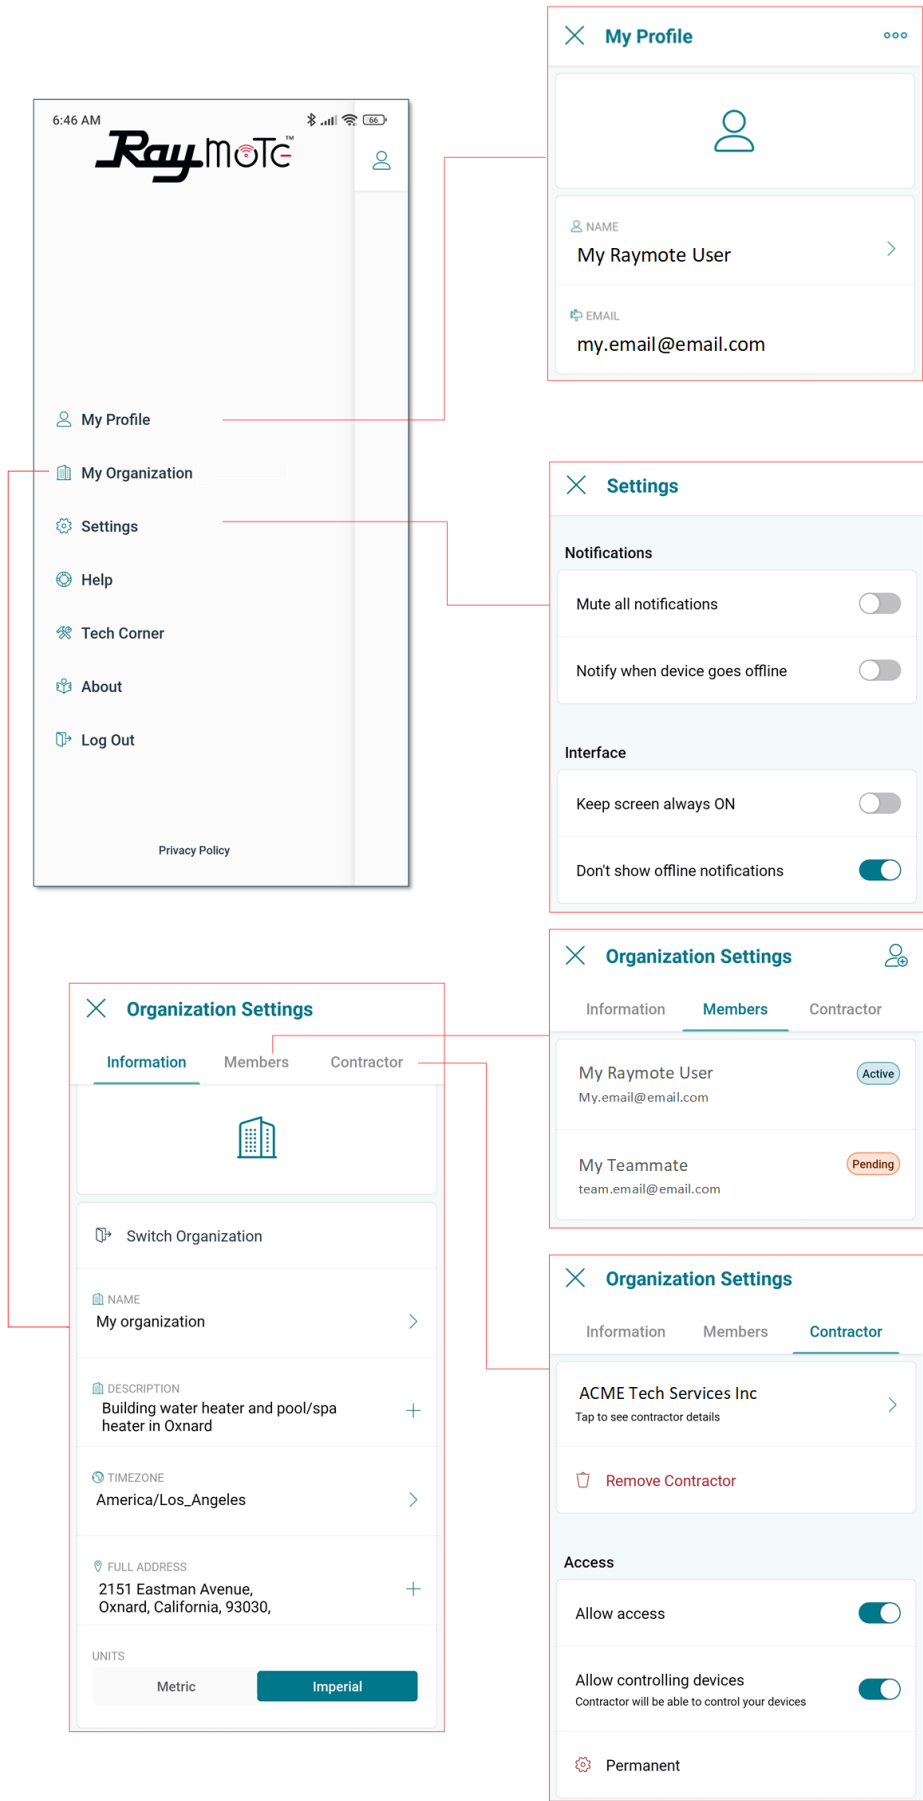 6:46 AM
66
Raymote™
My Profile
My Organization
Settings
Help
Tech Corner
About
Log Out
Privacy Policy
My Profile
NAME
My Raymote User
EMAIL
my.email@email.com
Settings
Notifications
Mute all notifications
Notify when device goes offline
Interface
Keep screen always ON
Don't show offline notifications
Organization Settings
Information Members Contractor
Switch Organization
NAME
My organization
DESCRIPTION
Building water heater and pool/spa
heater in Oxnard
TIMEZONE
America/Los_Angeles
FULL ADDRESS
2151 Eastman Avenue,
Oxnard, California, 93030,
UNITS
Metric Imperial
Organization Settings
Information Members Contractor
My Raymote User
Active
My.email@email.com
My Teammate
Pending
team.email@email.com
Organization Settings
Information Members Contractor
ACME Tech Services Inc
Tap to see contractor details
Remove Contractor
Access
Allow access
Allow controlling devices
Contractor will be able to control your devices
Permanent